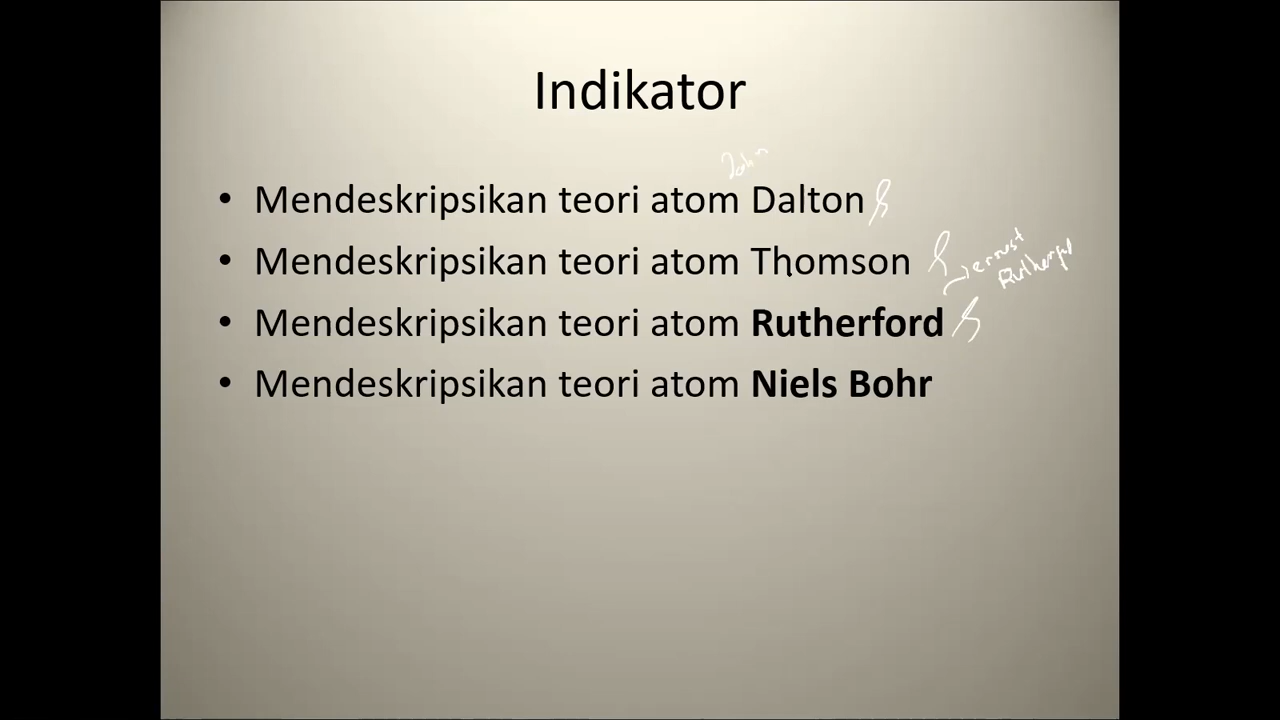 Indikator
John
• Mendeskripsikan teori atom Dalton
• Mendeskripsikan teori atom Thomson
ernest
Rutherford
• Mendeskripsikan teori atom Rutherford
• Mendeskripsikan teori atom Niels Bohr